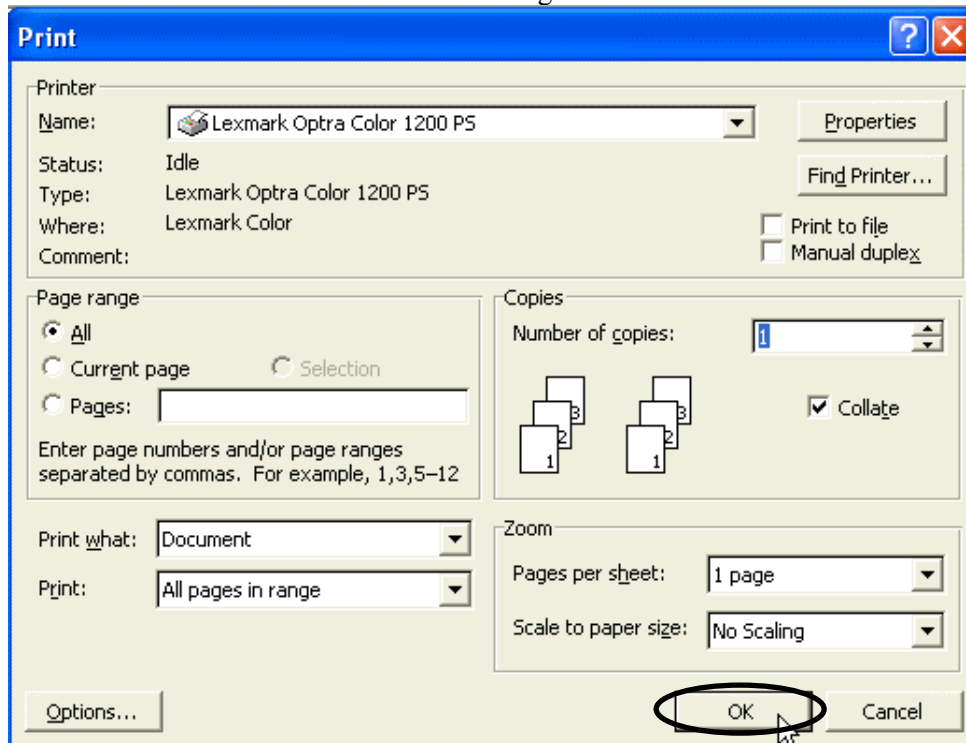 Print
Printer
Name: Lexmark Optra Color 1200 PS Properties
Status: Idle
Find Printer...
Type: Lexmark Optra Color 1200 PS
Where: Lexmark Color
Print to file
Comment:
Manual duplex
Page range
All
Current page Selection
Pages:
Enter page numbers and/or page ranges
separated by commas. For example, 1,3,5–12
Copies
Number of copies: 1
3 3
2 2
1 1
Collate
Print what: Document
Print: All pages in range
Zoom
Pages per sheet: 1 page
Scale to paper size: No Scaling
Options... OK Cancel